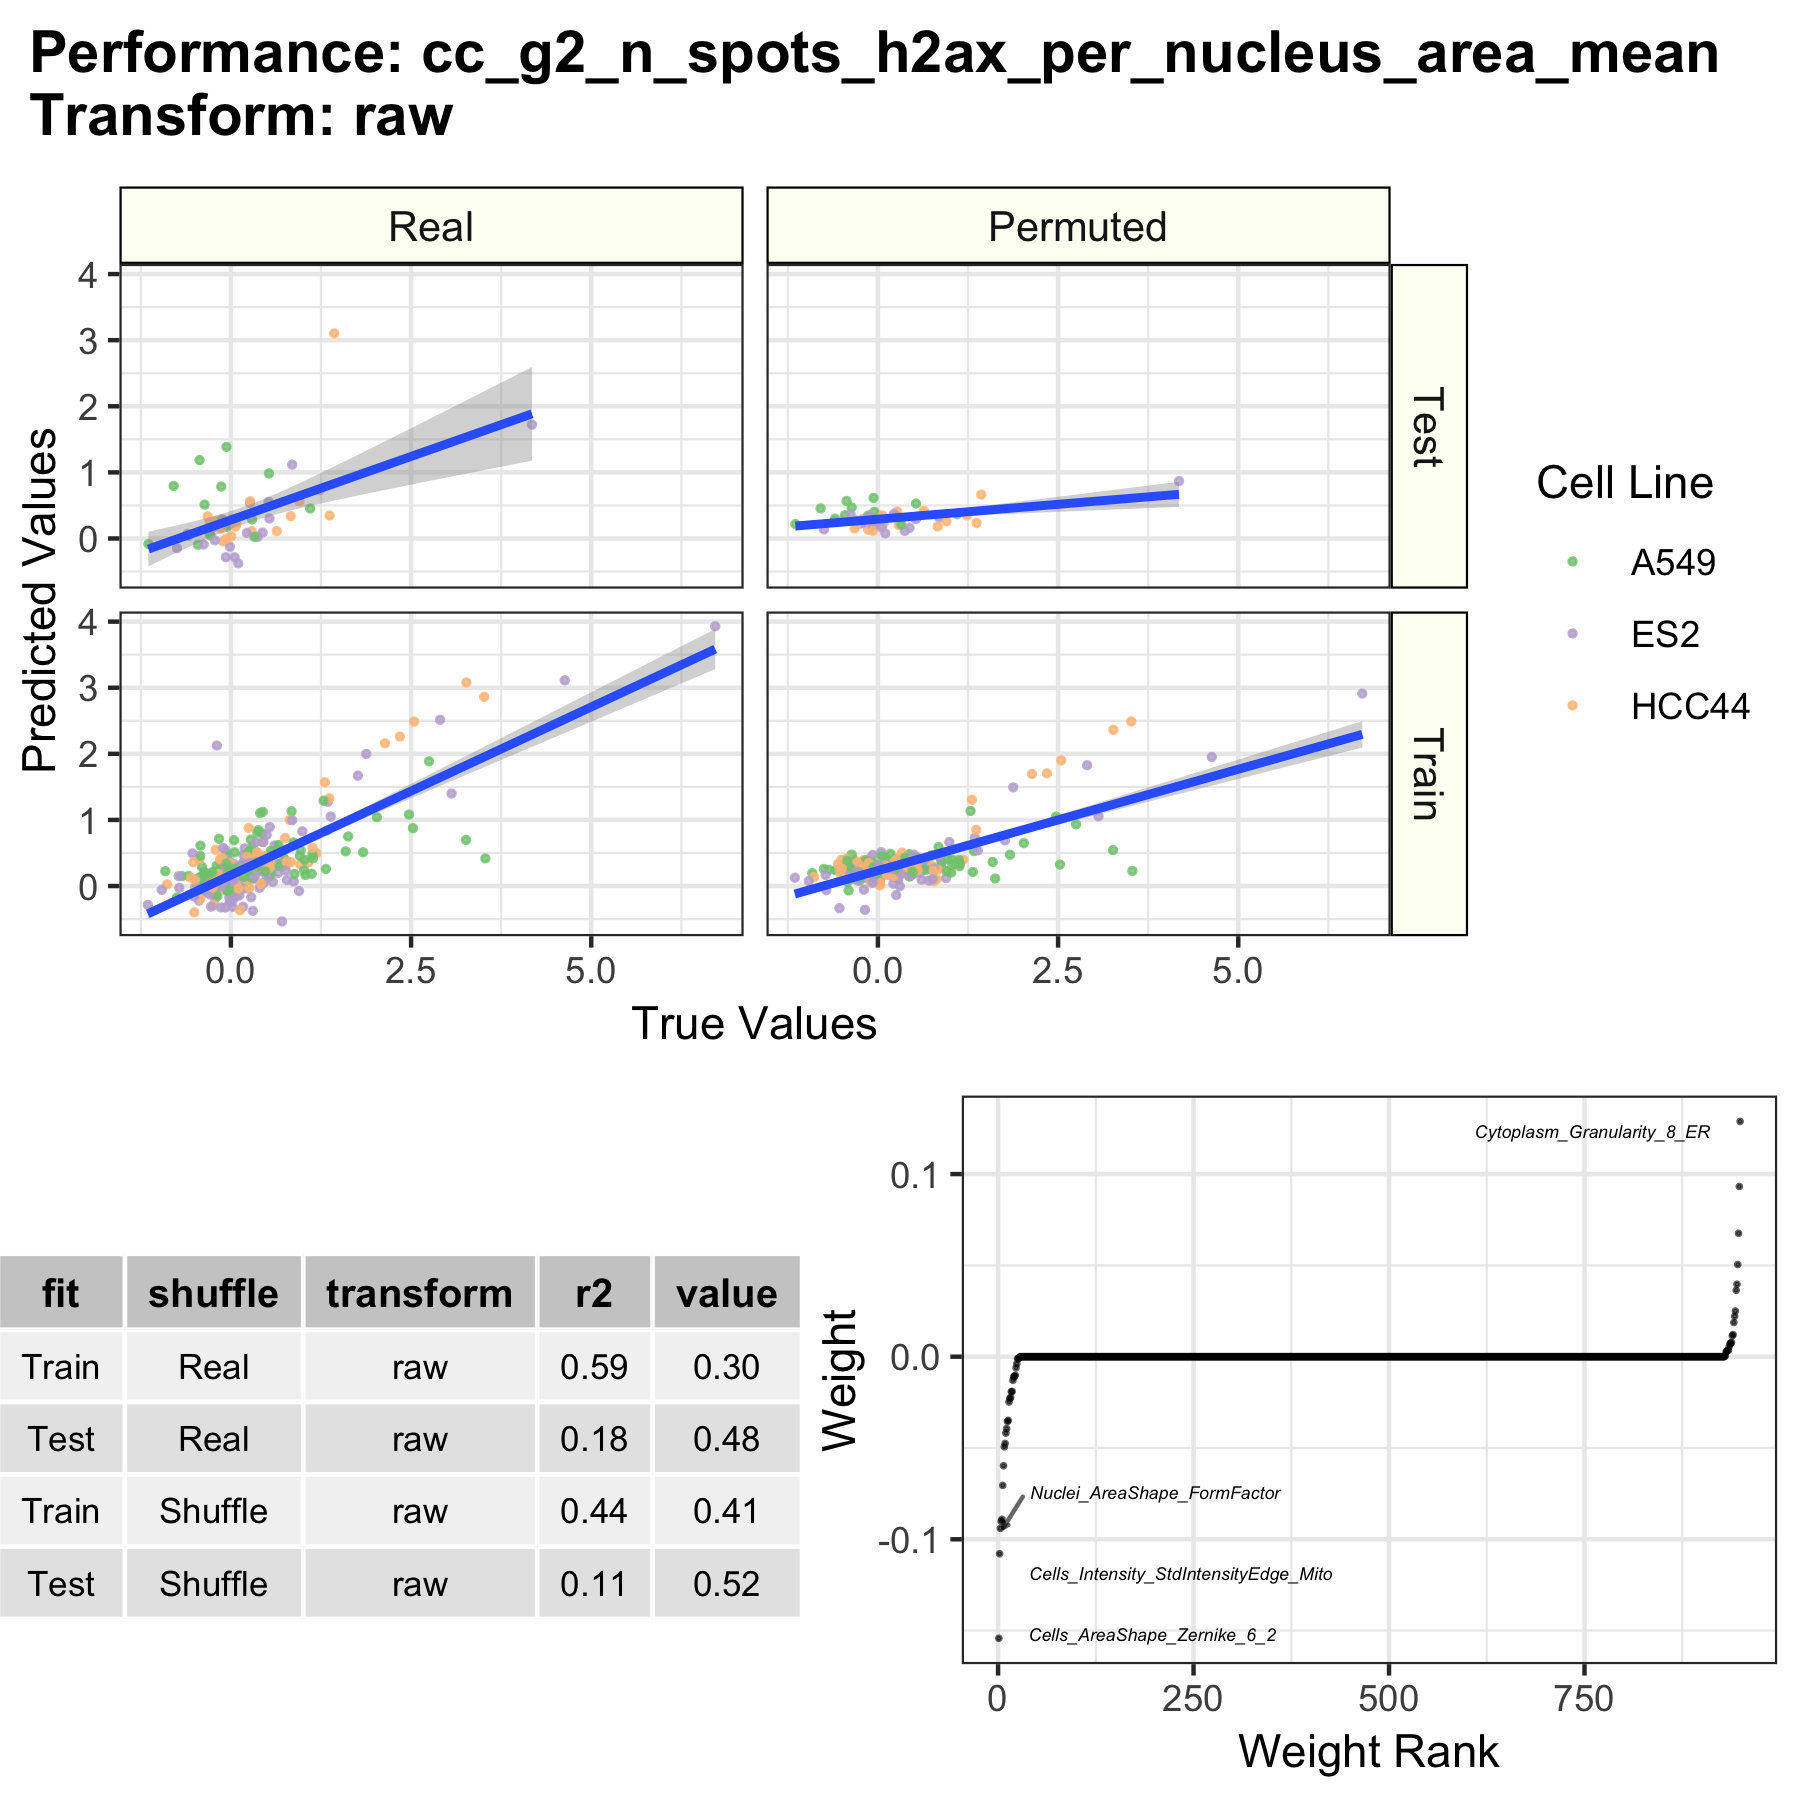 Performance: cc_g2_n_spots_h2ax_per_nucleus_area_mean
Transform: raw
Real
Permuted
4
3
2
1
0
Test
4
3
2
1
0
Train
Predicted Values
0.0
2.5
5.0
0.0
2.5
5.0
True Values
Cell Line
A549
ES2
HCC44
fit shuffle transform r2 value
Train Real raw 0.59 0.30
Test Real raw 0.18 0.48
Train Shuffle raw 0.44 0.41
Test Shuffle raw 0.11 0.52
Weight
0.1
0.0
-0.1
Cytoplasm_Granularity_8_ER
Nuclei_AreaShape_FormFactor
Cells_Intensity_StdIntensityEdge_Mito
Cells_AreaShape_Zernike_6_2
0
250
500
750
Weight Rank